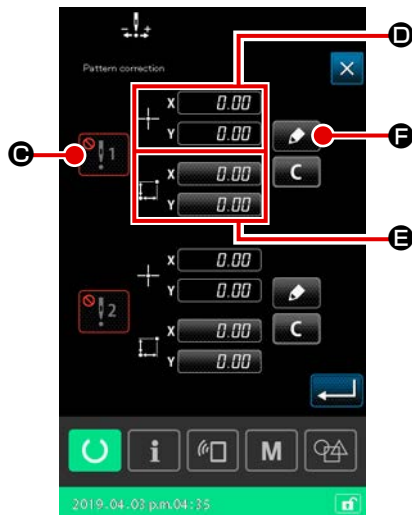 D
Pattern correction
X 0.00
Y 0.00
F
C
1
X 0.00
C
Y 0.00
E
X 0.00
Y 0.00
2
X 0.00
C
Y 0.00
i M
2019.04.03 p.m.04:35